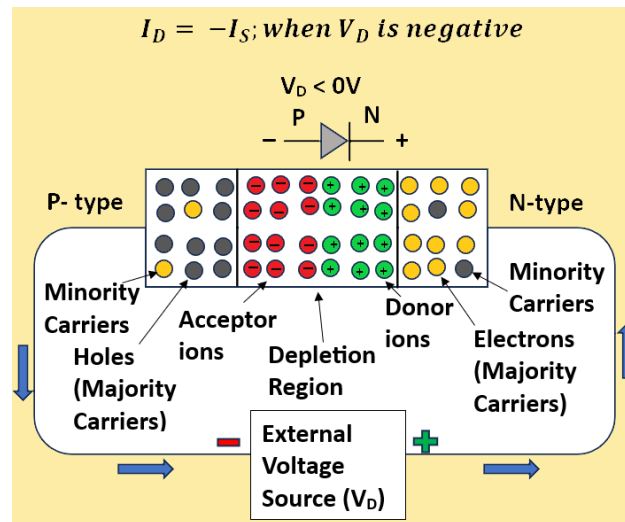 I_D = −I_S; when V_D is negative
V_D < 0V
− P N +
P- type
N-type
Minority
Carriers
Holes
(Majority
Carriers)
Acceptor
ions
Depletion
Region
Donor
ions
Minority
Carriers
Electrons
(Majority
Carriers)
− +
External
Voltage
Source (V_D)